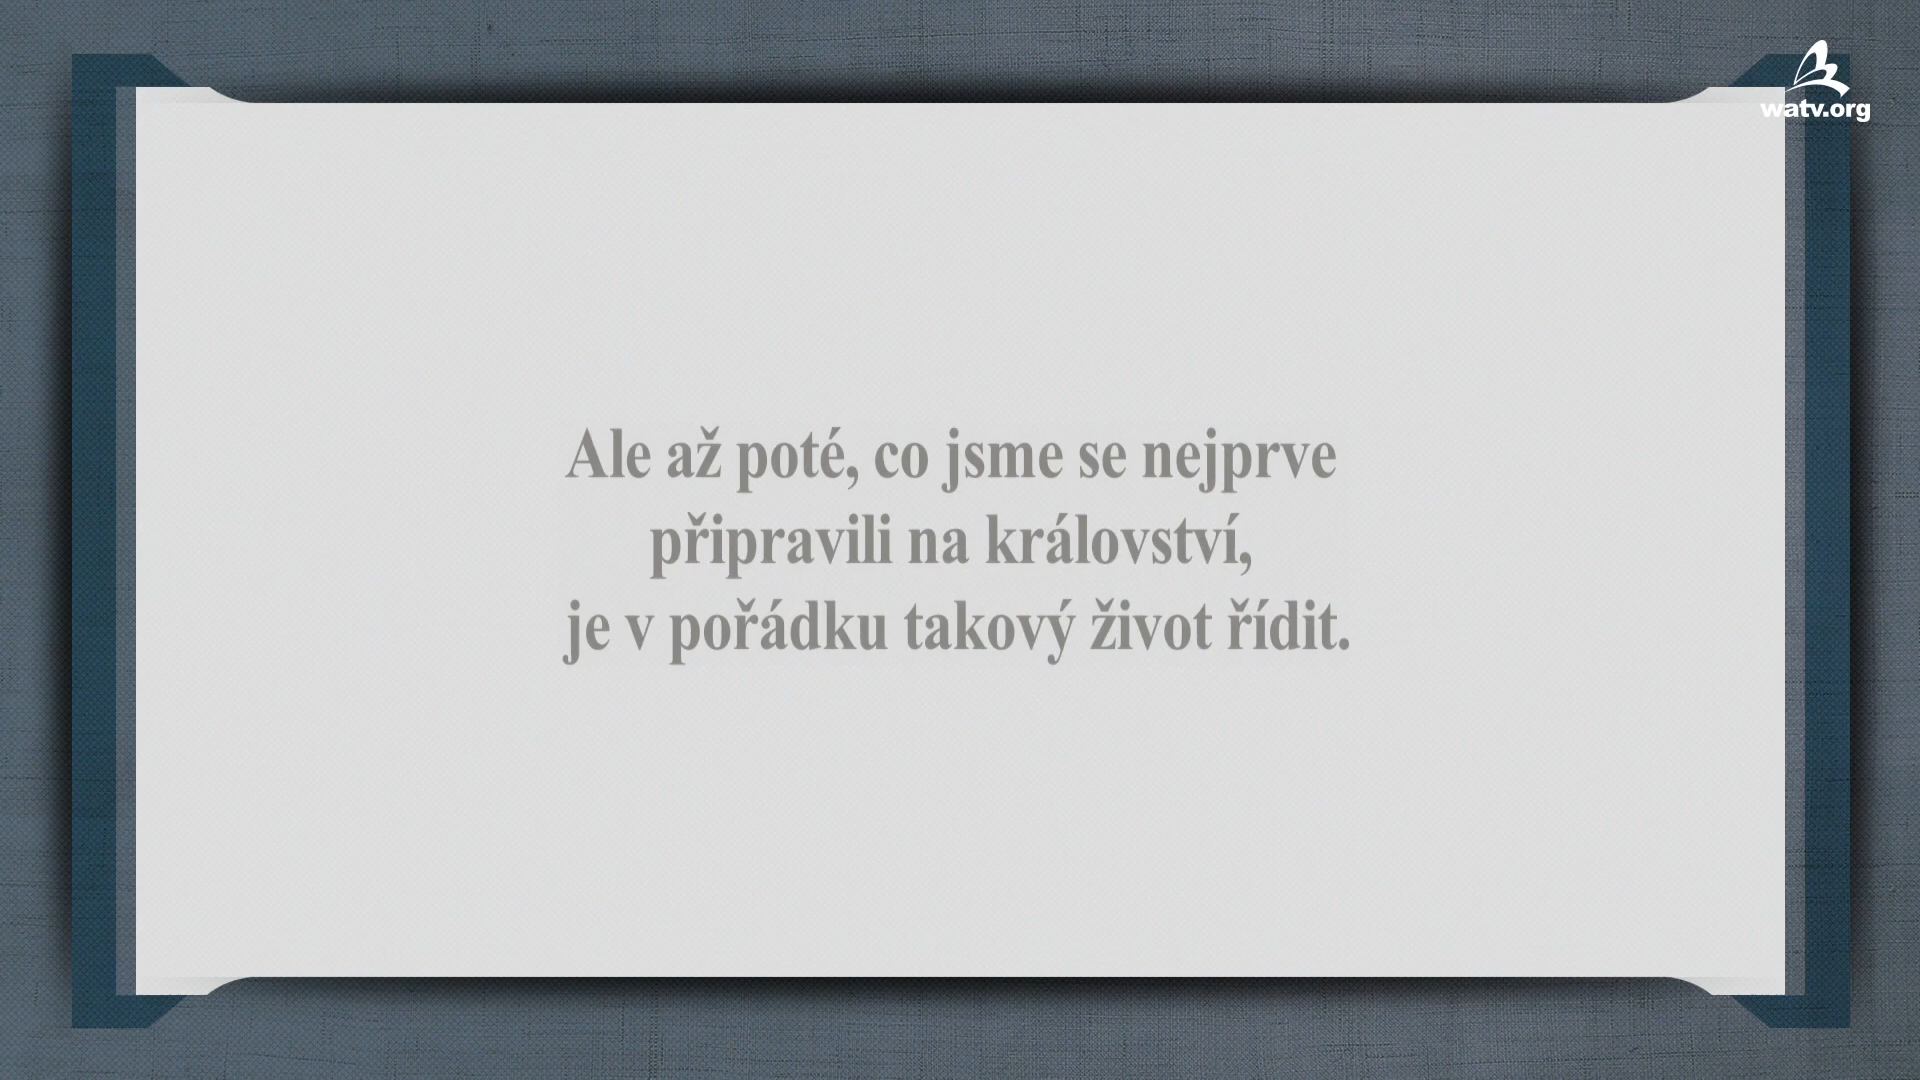 watv.org
Ale až poté, co jsme se nejprve
připravili na království,
je v pořádku takový život řídit.